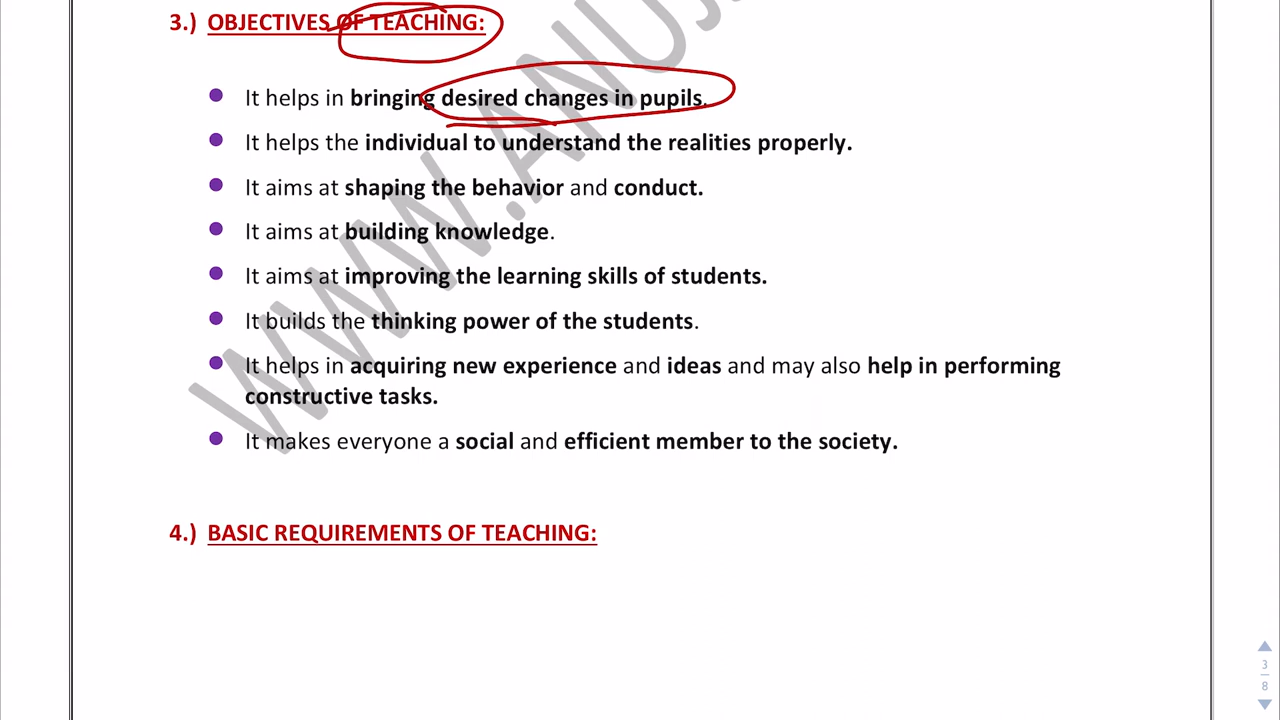 3.) OBJECTIVES OF TEACHING:
● It helps in bringing desired changes in pupils.
● It helps the individual to understand the realities properly.
● It aims at shaping the behavior and conduct.
● It aims at building knowledge.
● It aims at improving the learning skills of students.
● It builds the thinking power of the students.
● It helps in acquiring new experience and ideas and may also help in performing
constructive tasks.
● It makes everyone a social and efficient member to the society.
4.) BASIC REQUIREMENTS OF TEACHING:
WWW.ANUJ
3
8